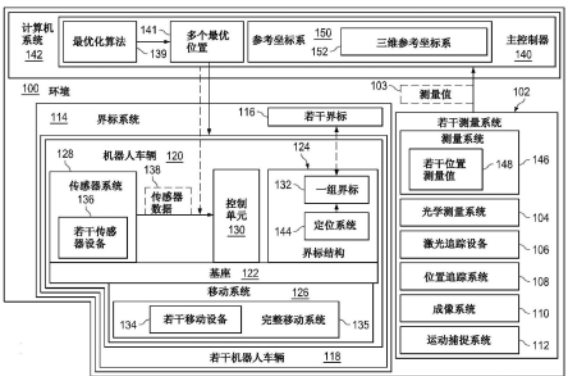 计算机
系统
142
最优化算法
139
141
多个最优
位置
参考坐标系 150
152
三维参考坐标系
主控制器
140
103
测量值
100 环境
102
114 界标系统
116
若干界标
若干测量系统
测量系统
若干位置
测量值
148
146
机器人车辆 120
124
128
传感器系统
136
若干传感
器设备
138
传感器
数据
控制
单元
130
132
一组界标
144
定位系统
界标结构
光学测量系统
104
激光追踪设备
106
位置追踪系统
108
成像系统
110
运动捕捉系统
112
基座 122
移动系统 126
134
若干移动设备
完整移动系统
135
若干机器人车辆 118